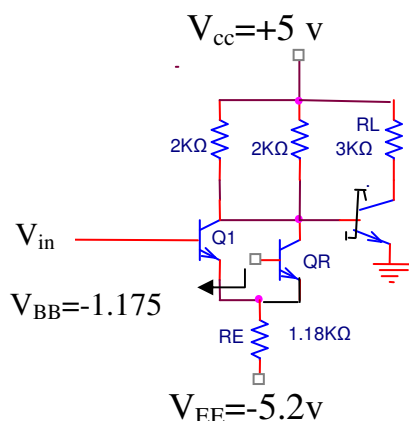 Vcc=+5 v
RL
2KΩ
2KΩ
3KΩ
Vin
Q1
QR
VBB=-1.175
RE
1.18KΩ
VEE=-5.2v